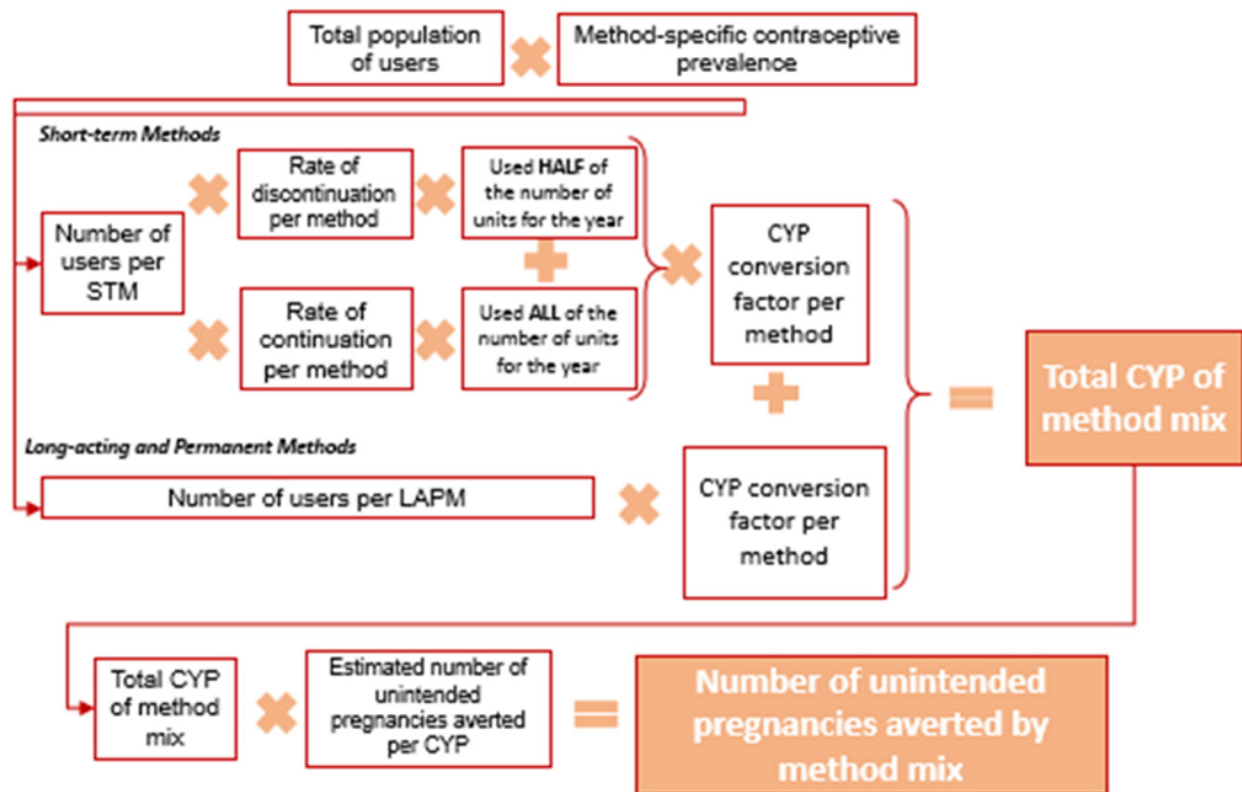 Total population
of users
Method-specific contraceptive
prevalence
Short-term Methods
Number of
users per
STM
Rate of
discontinuation
per method
Used HALF of
the number of
units for the year
Rate of
continuation
per method
Used ALL of the
number of units
for the year
CYP
conversion
factor per
method
Total CYP of
method mix
Long-acting and Permanent Methods
Number of users per LAPM
CYP conversion
factor per
method
Total CYP
of method
mix
Estimated number of
unintended
pregnancies averted
per CYP
Number of unintended
pregnancies averted by
method mix